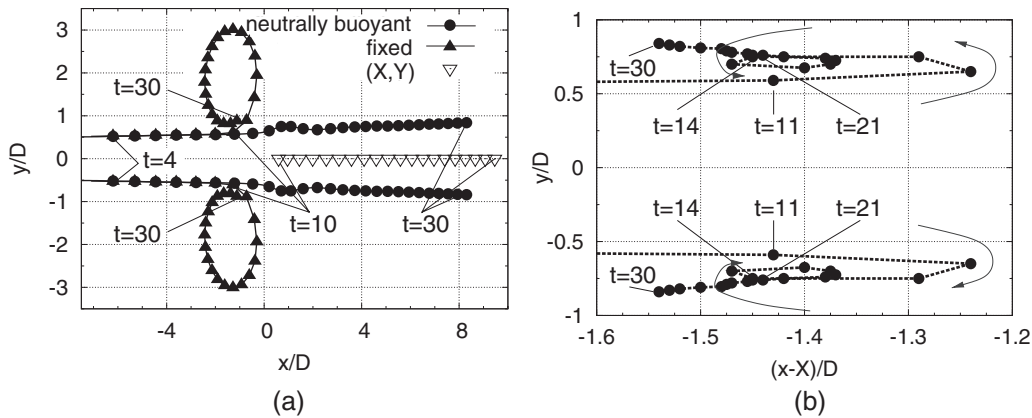 3
2
1
0
-1
-2
-3
y/D
neutrally buoyant
fixed
(X,Y)
t=30
t=4
t=30
t=10
t=30
-4
0
4
8
x/D
(a)
1
0.5
0
-0.5
-1
y/D
t=30
t=14
t=11
t=21
t=14
t=11
t=21
t=30
-1.6
-1.5
-1.4
-1.3
-1.2
(x-X)/D
(b)